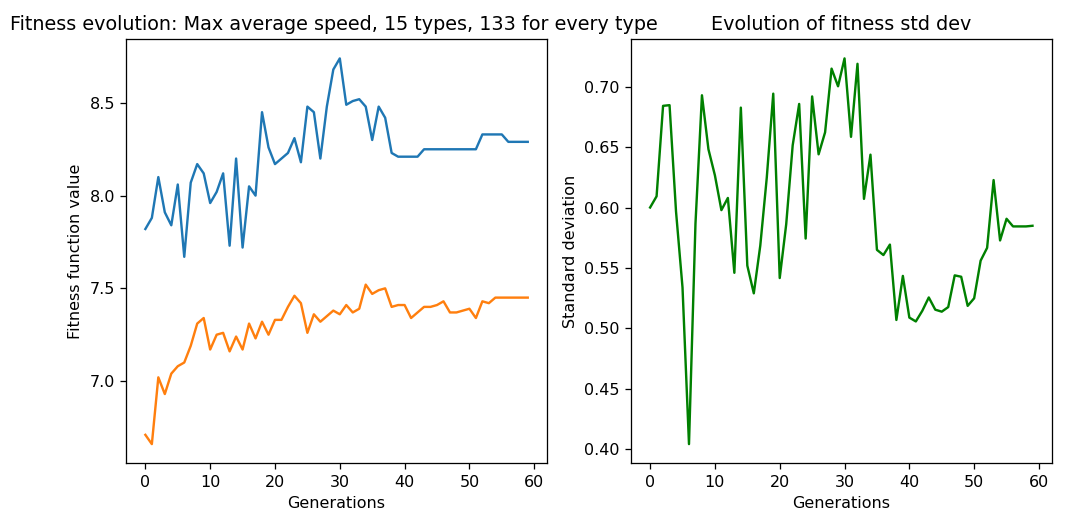 Fitness evolution: Max average speed, 15 types, 133 for every type
Fitness function value
8.5
8.0
7.5
7.0
0 10 20 30 40 50 60
Generations
Evolution of fitness std dev
Standard deviation
0.70
0.65
0.60
0.55
0.50
0.45
0.40
0 10 20 30 40 50 60
Generations